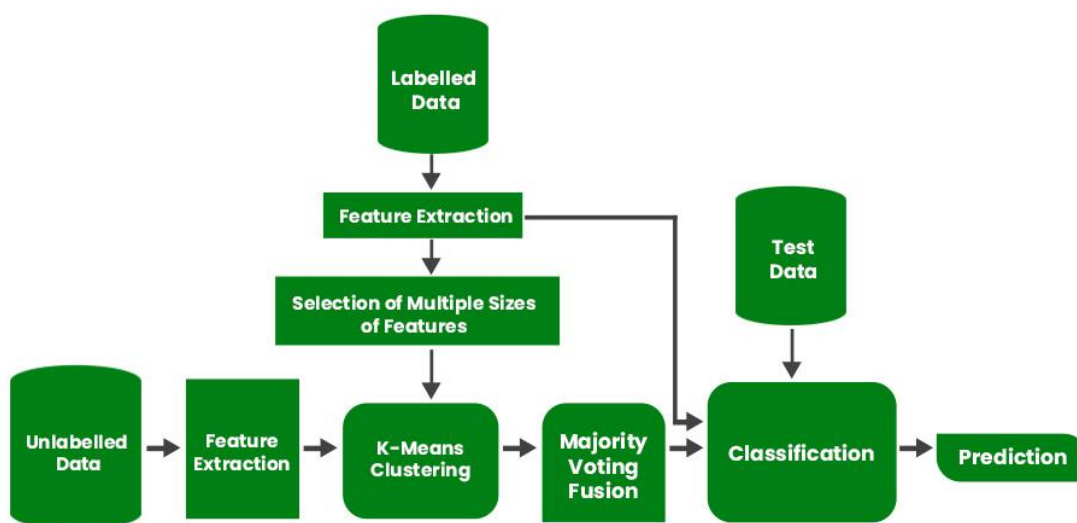 Labelled
Data
Feature Extraction
Test
Data
Selection of Multiple Sizes
of Features
Unlabelled
Data
Feature
Extraction
K-Means
Clustering
Majority
Voting
Fusion
Classification
Prediction